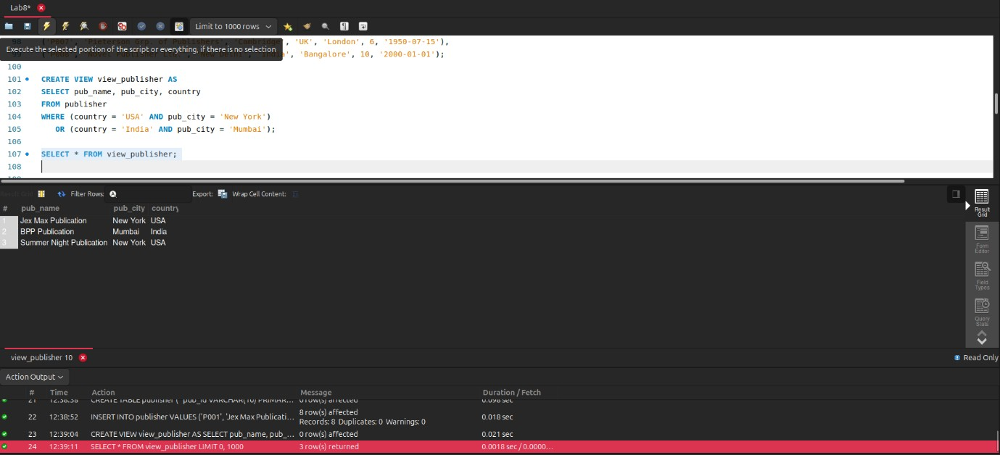 Lab8*
Limit to 1000 rows
98 'Cambridge', 'UK', 'London', 6, '1950-07-15'),
Execute the selected portion of the script or everything, if there is no selection
'Bangalore', 10, '2000-01-01');
100
101 CREATE VIEW view_publisher AS
102 SELECT pub_name, pub_city, country
103 FROM publisher
104 WHERE (country = 'USA' AND pub_city = 'New York')
105 OR (country = 'India' AND pub_city = 'Mumbai');
106
107 SELECT * FROM view_publisher;
108
109
Result Grid Filter Rows: Export: Wrap Cell Content:
# pub_name pub_city country
1 Jex Max Publication New York USA
2 BPP Publication Mumbai India
3 Summer Night Publication New York USA
Result
Grid
Form
Editor
Field
Types
Query
Stats
view_publisher 10
Read Only
Action Output
# Time Action Message Duration / Fetch
21 12:38:38 CREATE TABLE publisher ( pub_id VARCHAR(10) PRIMAR... 0 row(s) affected 0.098 sec
22 12:38:52 INSERT INTO publisher VALUES ('P001', 'Jex Max Publicati... 8 row(s) affected
Records: 8 Duplicates: 0 Warnings: 0 0.018 sec
23 12:39:04 CREATE VIEW view_publisher AS SELECT pub_name, pub_... 0 row(s) affected 0.021 sec
24 12:39:11 SELECT * FROM view_publisher LIMIT 0, 1000 3 row(s) returned 0.0018 sec / 0.0000...